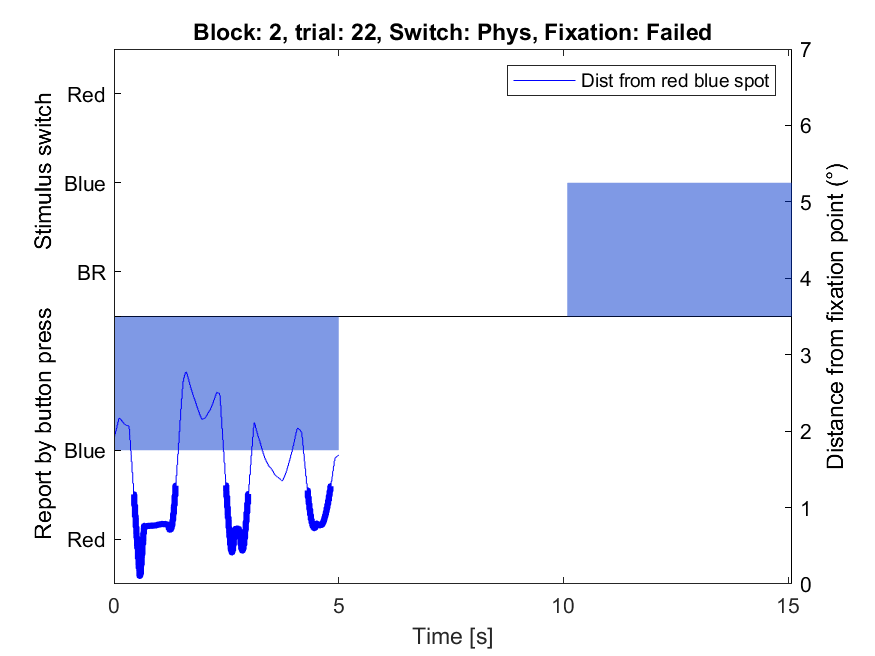 Block: 2, trial: 22, Switch: Phys, Fixation: Failed
Dist from red blue spot
Stimulus switch
Red
Blue
BR
Report by button press
Blue
Red
7
6
5
4
3
2
1
0
Distance from fixation point (°)
0 5 10 15
Time [s]